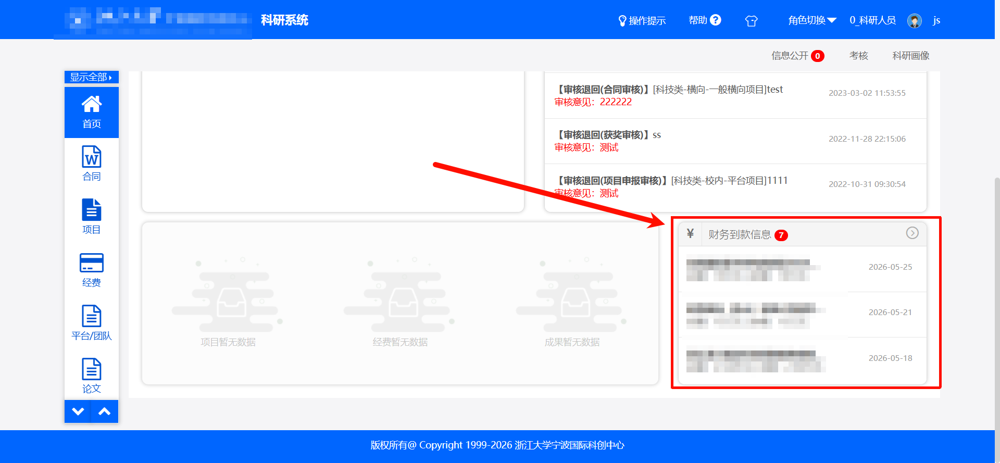 科研系统
操作提示
帮助
角色切换
0_科研人员
js
信息公开 0
考核
科研画像
显示全部
首页
合同
项目
经费
平台/团队
论文
【审核退回(合同审核)】[科技类-横向-一般横向项目]test
审核意见：222222
2023-03-02 11:53:55
【审核退回(获奖审核)】ss
审核意见：测试
2022-11-28 22:15:06
【审核退回(项目申报审核)】[科技类-校内-平台项目]1111
审核意见：测试
2022-10-31 09:30:54
项目暂无数据
经费暂无数据
成果暂无数据
¥ 财务到款信息 7
2026-05-25
2026-05-21
2026-05-18
版权所有@ Copyright 1999-2026 浙江大学宁波国际科创中心